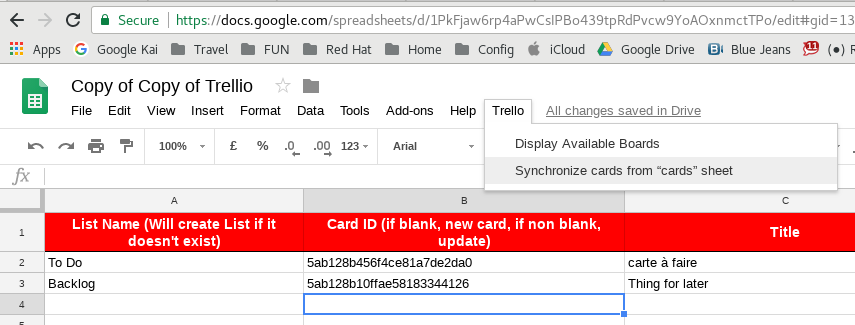 Secure https://docs.google.com/spreadsheets/d/1PkFjaw6rp4aPwCsIPBo439tpRdPvcw9YoAOxnmctTPo/edit#gid=13
Apps Google Kai Travel FUN Red Hat Home Config iCloud Google Drive Blue Jeans 11 (●) R
Copy of Copy of Trellio
File Edit View Insert Format Data Tools Add-ons Help Trello All changes saved in Drive
Display Available Boards
Synchronize cards from “cards” sheet
100% £ % .0 .00 123 Arial
fx
A B C
1 List Name (Will create List if it doesn't exist) Card ID (if blank, new card, if non blank, update) Title
2 To Do 5ab128b456f4ce81a7de2da0 carte à faire
3 Backlog 5ab128b10ffae58183344126 Thing for later
4
5